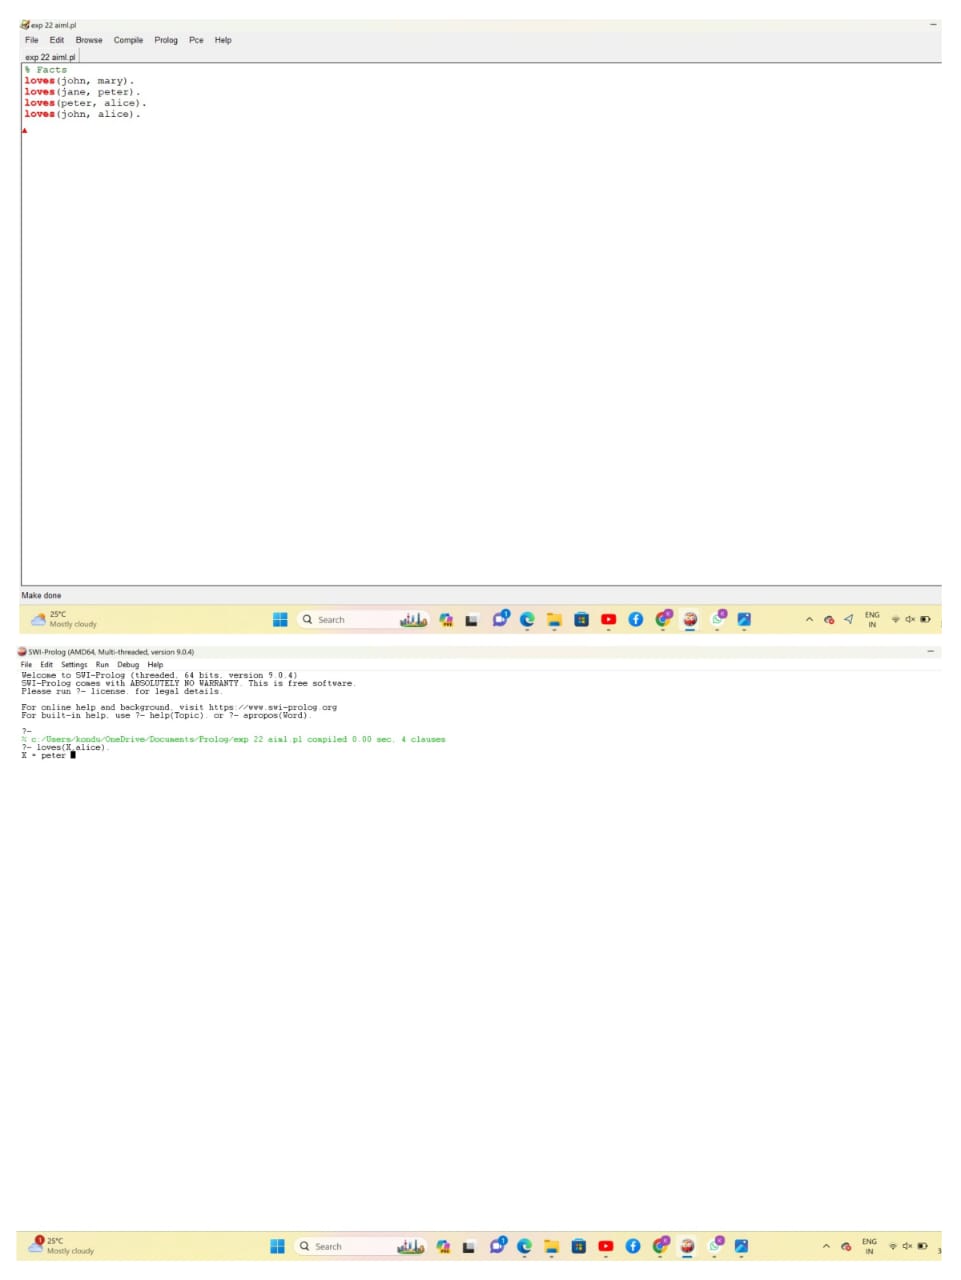 exp 22 aiml.pl
File Edit Browse Compile Prolog Pce Help
exp 22 aiml.pl
% Facts
loves(john, mary).
loves(jane, peter).
loves(peter, alice).
loves(john, alice).
Make done
25°C
Mostly cloudy
Search
ENG
IN
SWI-Prolog (AMD64, Multi-threaded, version 9.0.4)
File Edit Settings Run Debug Help
Welcome to SWI-Prolog (threaded, 64 bits, version 9.0.4)
SWI-Prolog comes with ABSOLUTELY NO WARRANTY. This is free software.
Please run ?- license. for legal details.
For online help and background, visit https://www.swi-prolog.org
For built-in help, use ?- help(Topic). or ?- apropos(Word).
?-
% c:/Users/kondu/OneDrive/Documents/Prolog/exp 22 aiml.pl compiled 0.00 sec, 4 clauses
?- loves(X,alice).
X = peter
1
25°C
Mostly cloudy
Search
ENG
IN